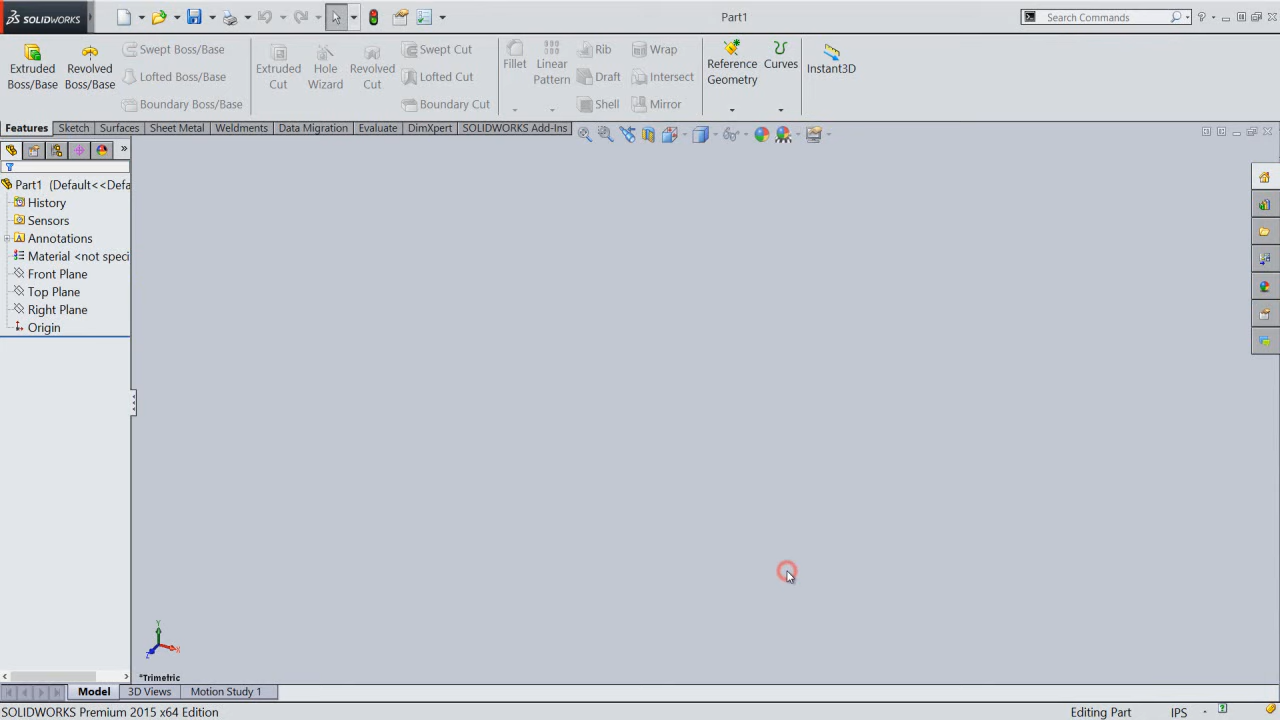 SOLIDWORKS
Part1
Search Commands
Extruded Boss/Base
Revolved Boss/Base
Swept Boss/Base
Lofted Boss/Base
Boundary Boss/Base
Extruded Cut
Hole Wizard
Revolved Cut
Swept Cut
Lofted Cut
Boundary Cut
Fillet
Linear Pattern
Rib
Draft
Shell
Wrap
Intersect
Mirror
Reference Geometry
Curves
Instant3D
Features
Sketch
Surfaces
Sheet Metal
Weldments
Data Migration
Evaluate
DimXpert
SOLIDWORKS Add-Ins
Part1 (Default<<Defa
History
Sensors
Annotations
Material <not speci
Front Plane
Top Plane
Right Plane
Origin
Y
X
Z
*Trimetric
Model
3D Views
Motion Study 1
SOLIDWORKS Premium 2015 x64 Edition
Editing Part
IPS